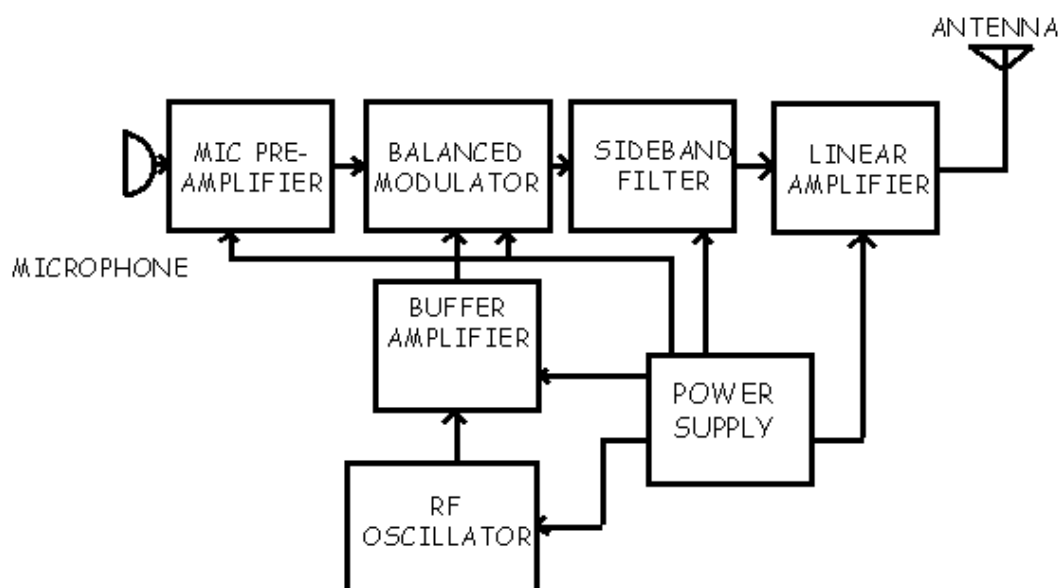 ANTENNA
MIC PRE-
AMPLIFIER
BALANCED
MODULATOR
SIDEBAND
FILTER
LINEAR
AMPLIFIER
MICROPHONE
BUFFER
AMPLIFIER
POWER
SUPPLY
RF
OSCILLATOR